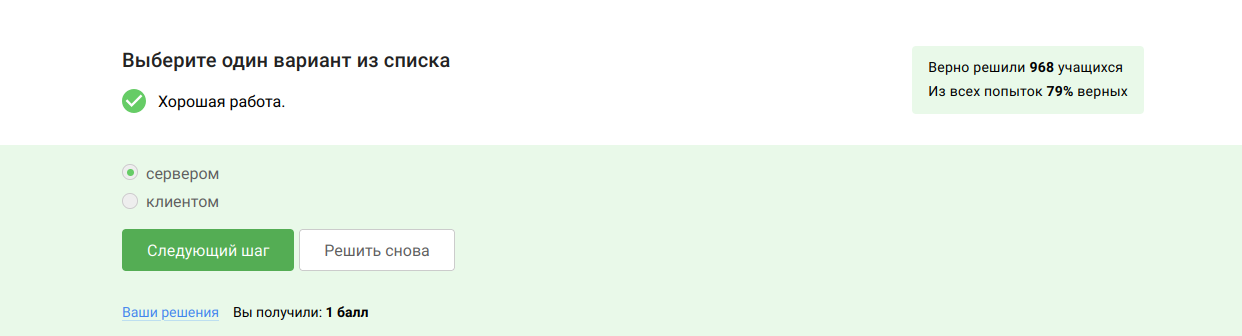 Выберите один вариант из списка
Хорошая работа.
Верно решили 968 учащихся
Из всех попыток 79% верных
сервером
клиентом
Следующий шаг
Решить снова
Ваши решения
Вы получили: 1 балл